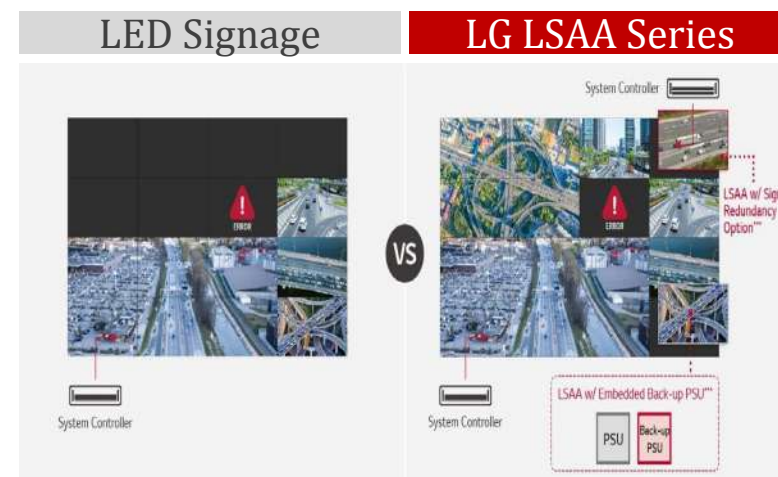 LED Signage
LG LSAA Series
System Controller
ERROR
ERROR
LSAA w/
Redundancy
Option***
VS
System Controller
System Controller
LSAA w/ Embedded Back-up PSU***
PSU
Back-up
PSU